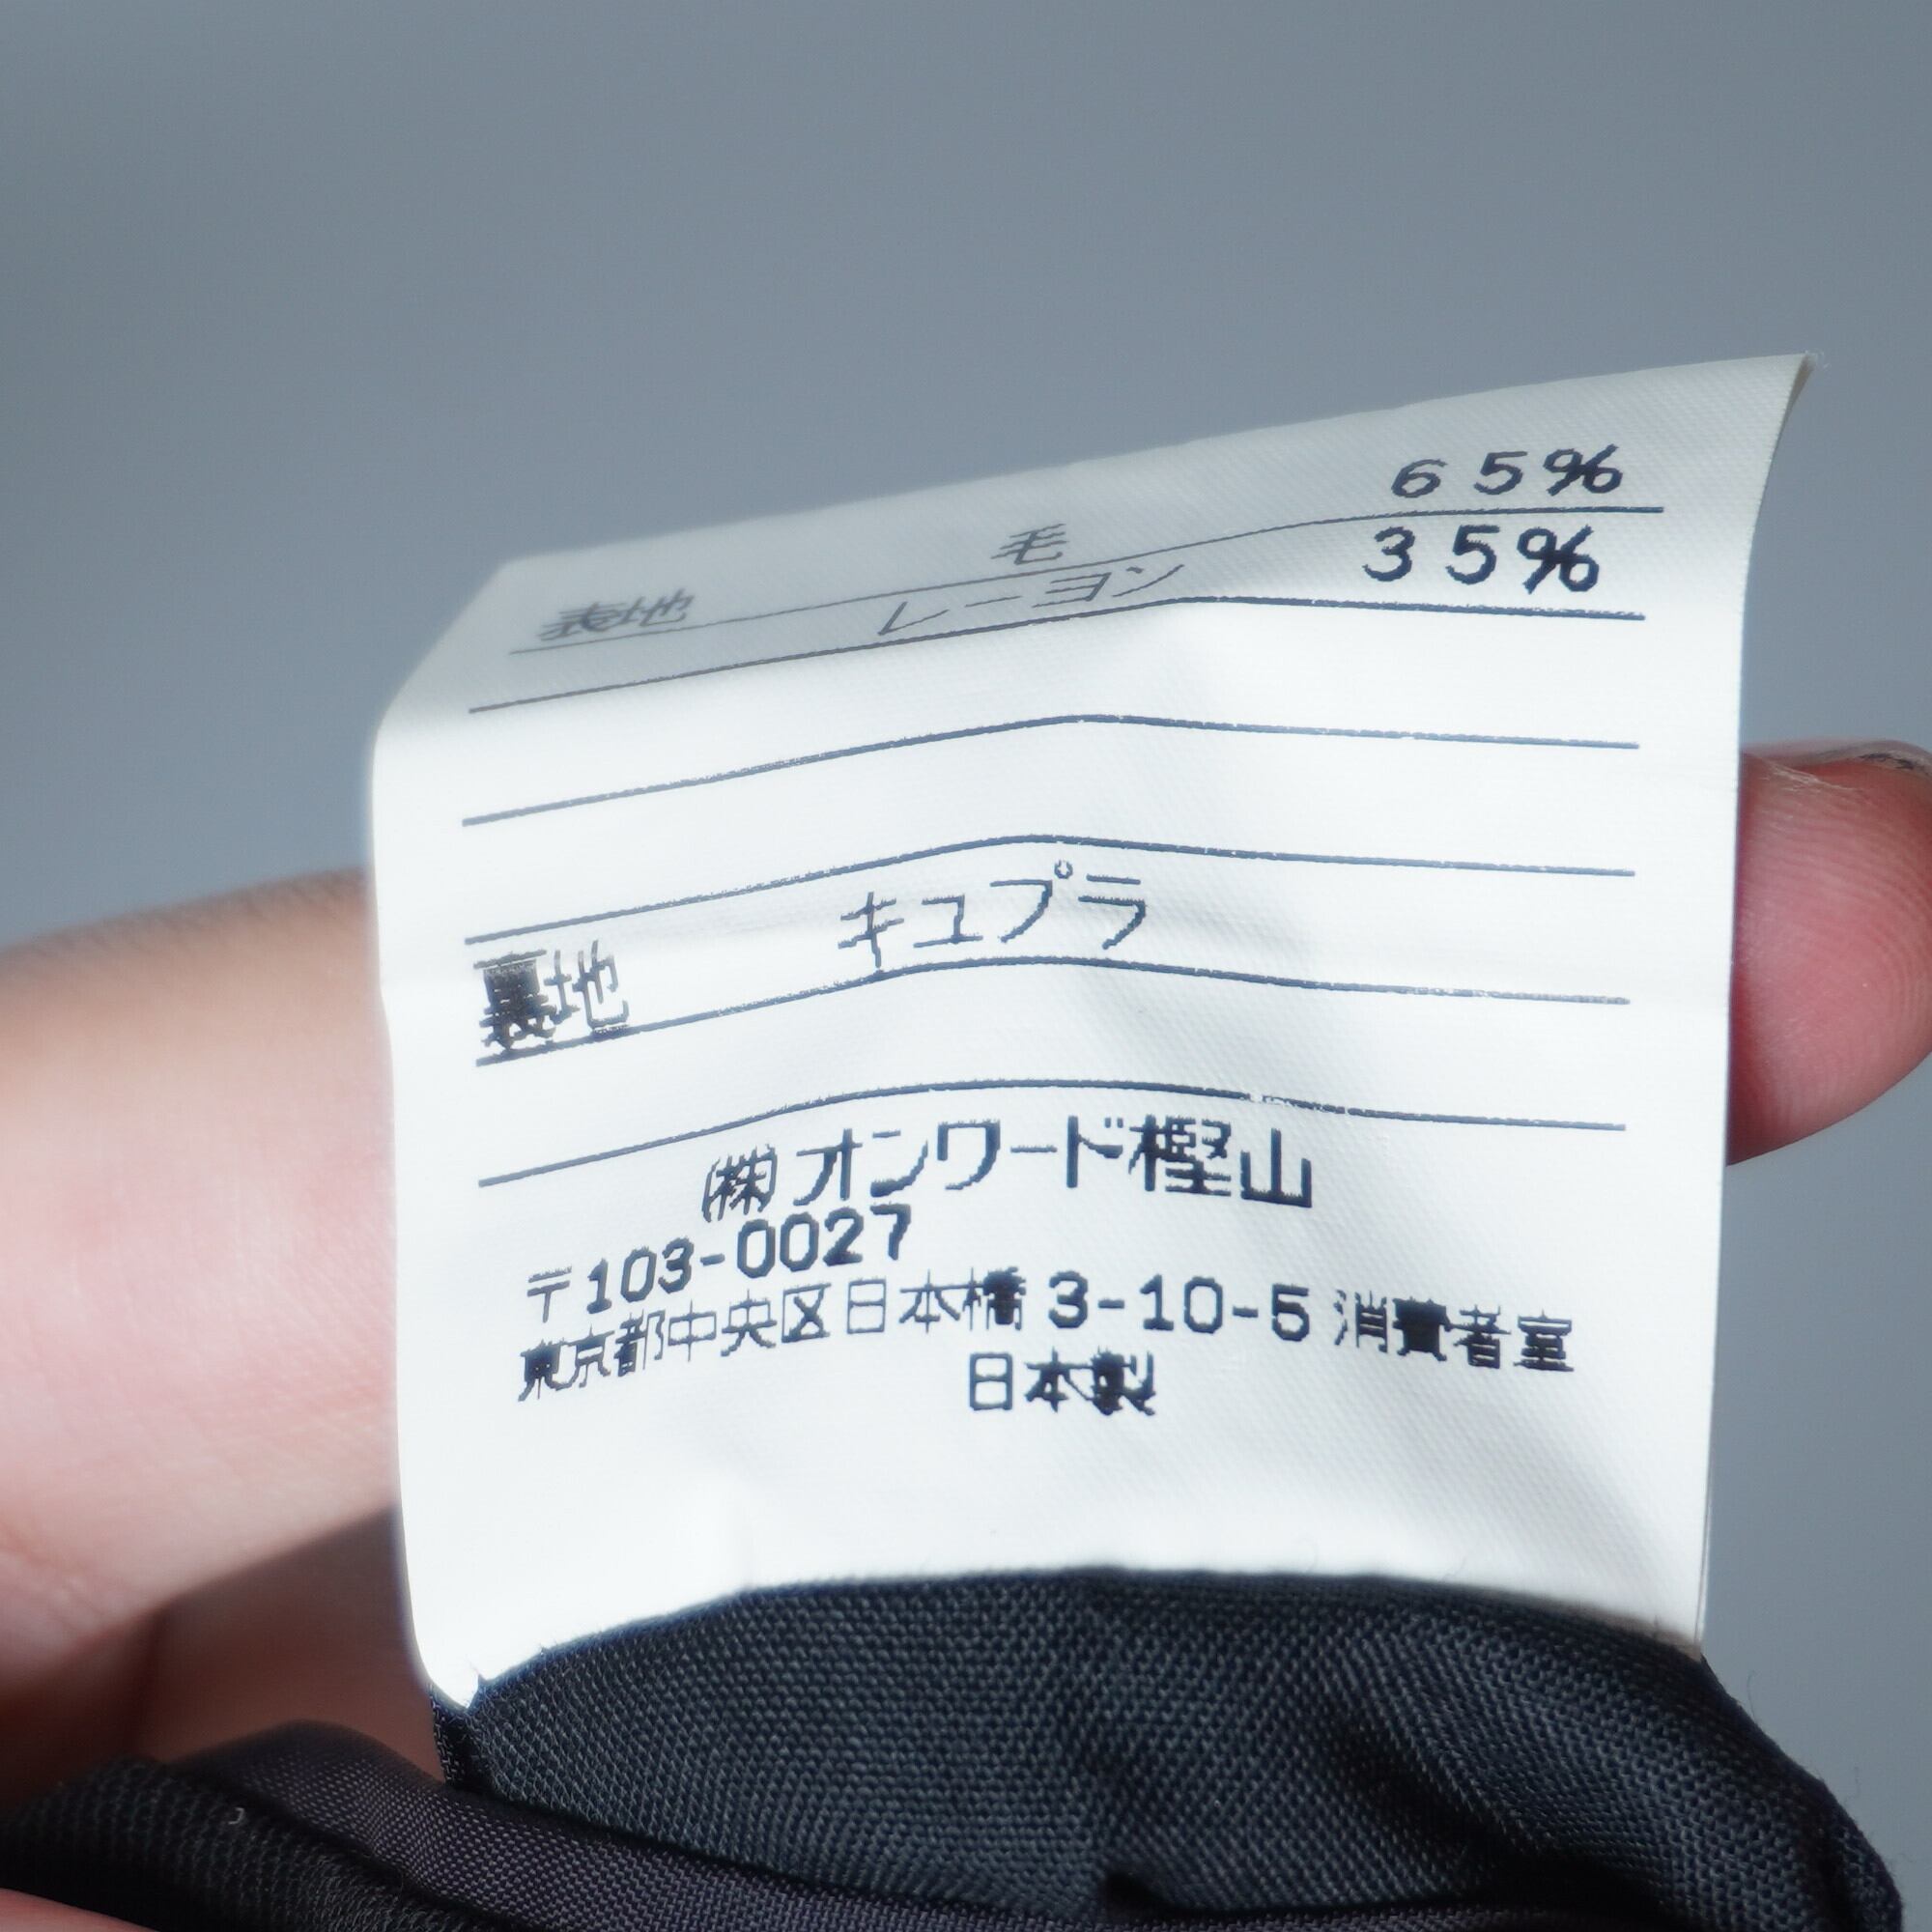 表地 毛 65%
レーヨン 35%
裏地 キュプラ
㈱オンワード樫山
〒103-0027
東京都中央区日本橋3-10-5消費者室
日本製